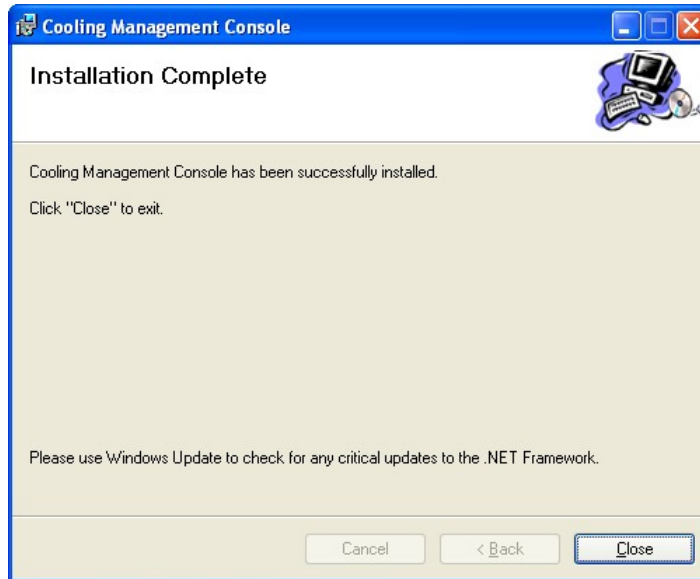 Cooling Management Console
Installation Complete
Cooling Management Console has been successfully installed.
Click "Close" to exit.
Please use Windows Update to check for any critical updates to the .NET Framework.
Cancel
< Back
Close